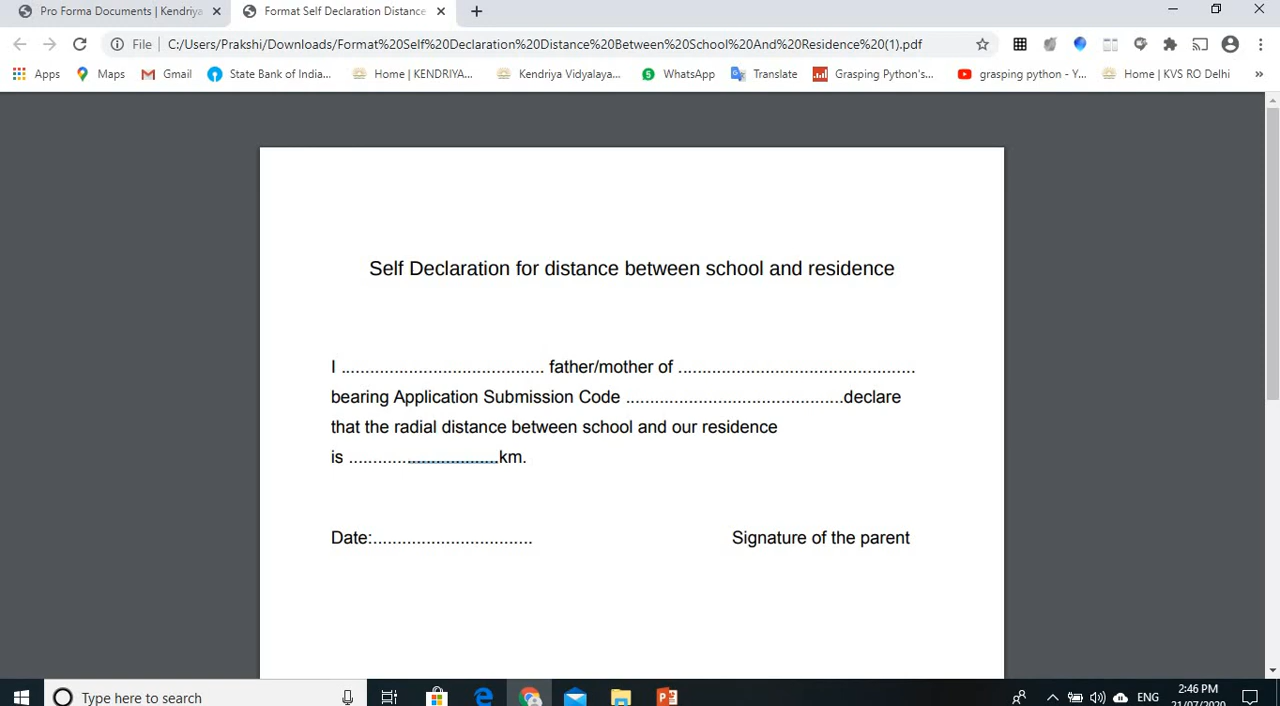 Pro Forma Documents | Kendriya
Format Self Declaration Distance
File
C:/Users/Prakshi/Downloads/Format%20Self%20Declaration%20Distance%20Between%20School%20And%20Residence%20(1).pdf
Apps
Maps
Gmail
State Bank of India...
Home | KENDRIYA...
Kendriya Vidyalaya...
WhatsApp
Translate
Grasping Python's...
grasping python - Y...
Home | KVS RO Delhi
»
Self Declaration for distance between school and residence
I .......................................... father/mother of .................................................
bearing Application Submission Code .............................................declare
that the radial distance between school and our residence
is ...............................km.
Date:.................................
Signature of the parent
Type here to search
ENG
2:46 PM
21/07/2020